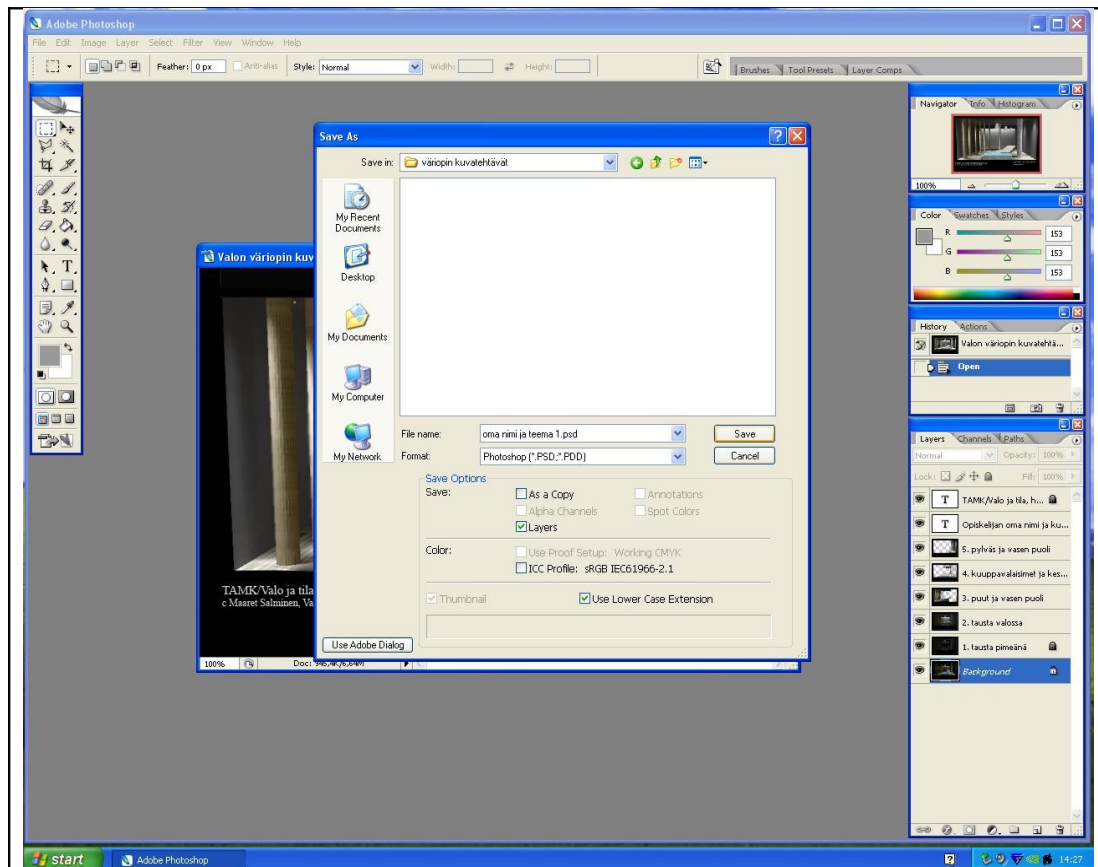 Adobe Photoshop
File Edit Image Layer Select Filter View Window Help
Feather: 0 px Anti-alias Style: Normal Width: Height: Brushes Tool Presets Layer Comps
Navigator Info Histogram
100%
Color Swatches Styles
R 153
G 153
B 153
History Actions
Valon väriopin kuvatehtä...
Open
Layers Channels Paths
Normal Opacity: 100%
Lock: Fill: 100%
T TAMK/Valo ja tila, h...
T Opiskelijan oma nimi ja ku...
5. pylväs ja vasen puoli
4. kuuppavalaisimet ja kes...
3. puut ja vasen puoli
2. tausta valossa
1. tausta pimeänä
Background
Valon väriopin kuv
TAMK/Valo ja tila
c Maaret Salminen, Va
100% Doc: 945,4K/6,64M
Save As
Save in: väriopin kuvatehtävät
My Recent
Documents
Desktop
My Documents
My Computer
My Network
File name: oma nimi ja teema 1.psd Save
Format: Photoshop (*.PSD;*.PDD) Cancel
Save Options
Save: As a Copy Annotations
Alpha Channels Spot Colors
Layers
Color: Use Proof Setup: Working CMYK
ICC Profile: sRGB IEC61966-2.1
Thumbnail Use Lower Case Extension
Use Adobe Dialog
start Adobe Photoshop 14:27